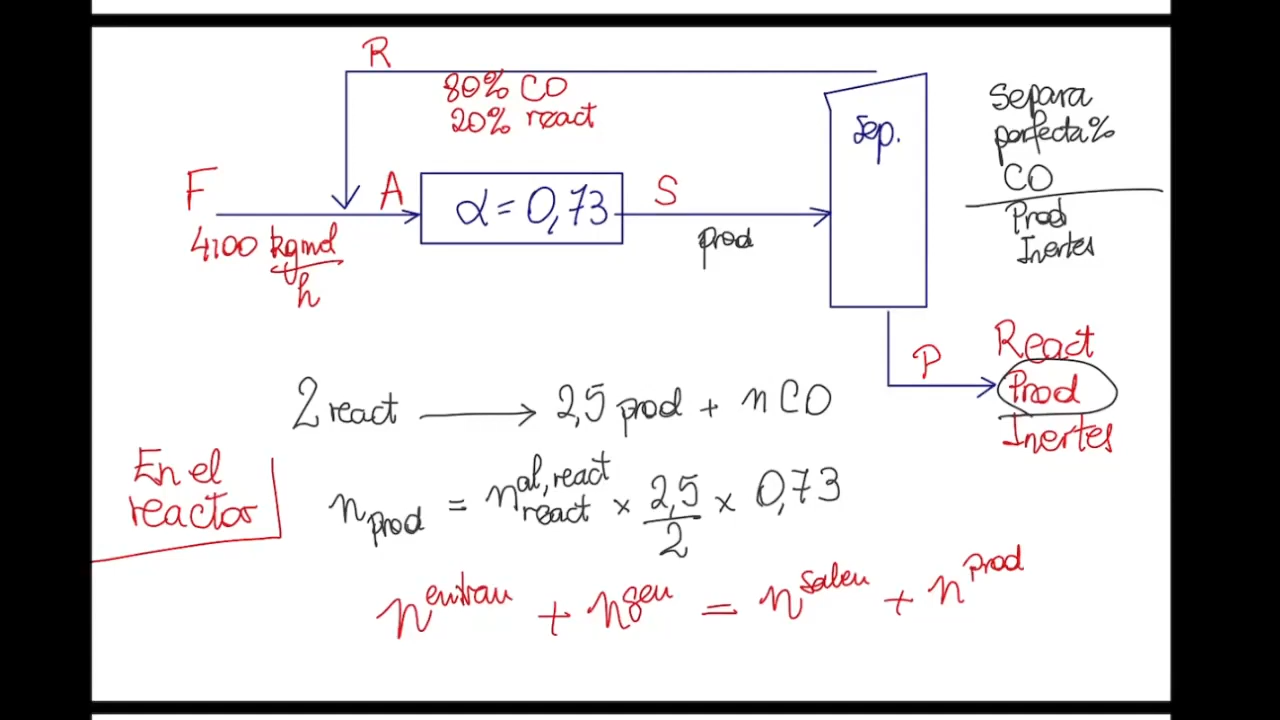 R
80% CO
20% react
F
A
α = 0,73
S
4100 kgmol
h
prod
Sep.
Separa
perfecta%
CO
Prod
Inertes
P
React
Prod
Inertes
2 react → 2,5 prod + n CO
En el
reactor
n prod = n react al, react × 2,5 / 2 × 0,73
n entran + n gen = n salen + n prod